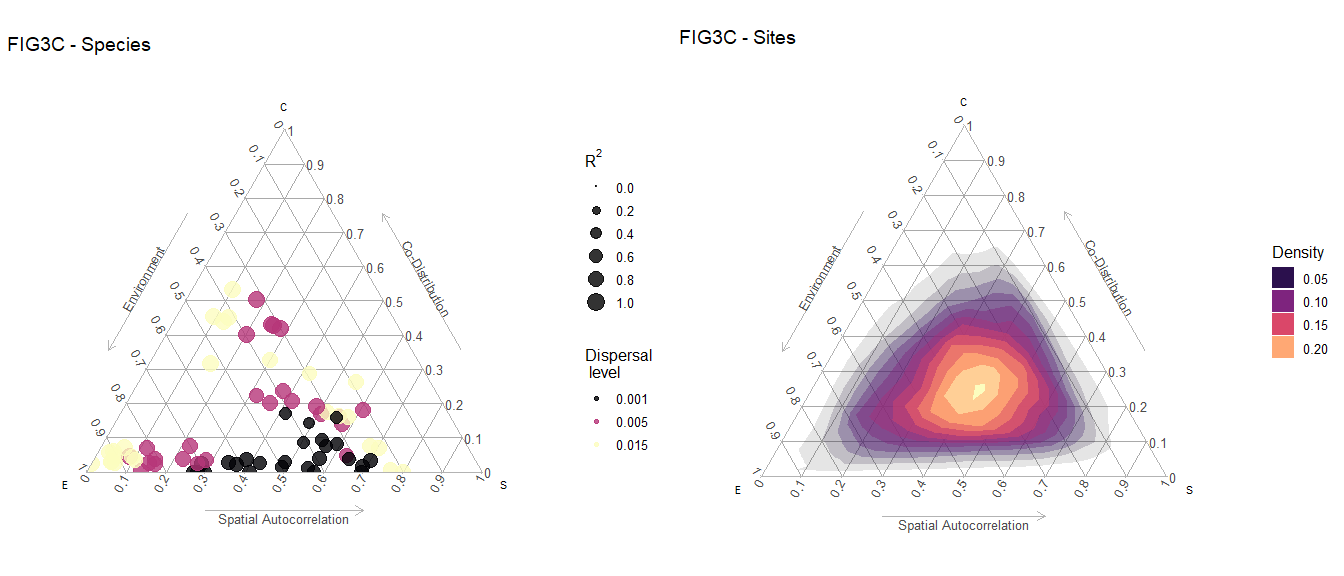 FIG3C - Species
C
0 1
0.1 0.9
0.2 0.8
0.3 0.7
0.4 0.6
0.5 0.5
0.6 0.4
0.7 0.3
0.8 0.2
0.9 0.1
1 0
E S
0 0.1 0.2 0.3 0.4 0.5 0.6 0.7 0.8 0.9 1
Environment
Co-Distribution
Spatial Autocorrelation
R2
0.0
0.2
0.4
0.6
0.8
1.0
Dispersal
level
0.001
0.005
0.015
FIG3C - Sites
C
0 1
0.1 0.9
0.2 0.8
0.3 0.7
0.4 0.6
0.5 0.5
0.6 0.4
0.7 0.3
0.8 0.2
0.9 0.1
1 0
E S
0 0.1 0.2 0.3 0.4 0.5 0.6 0.7 0.8 0.9 1
Environment
Co-Distribution
Spatial Autocorrelation
Density
0.05
0.10
0.15
0.20